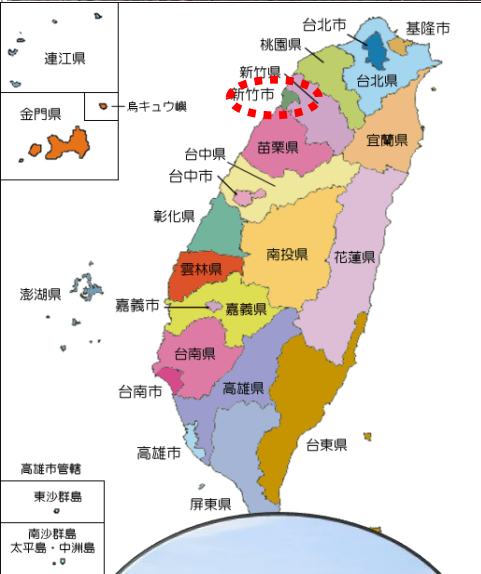 台北市
基隆市
連江県
桃園県
台北県
新竹県
新竹市
金門県
烏キュウ嶼
宜蘭県
苗栗県
台中県
台中市
彰化県
南投県
花蓮県
雲林県
澎湖県
嘉義市
嘉義県
台南県
台南市
高雄県
高雄市
台東県
高雄市管轄
東沙群島
屏東県
南沙群島
太平島・中洲島